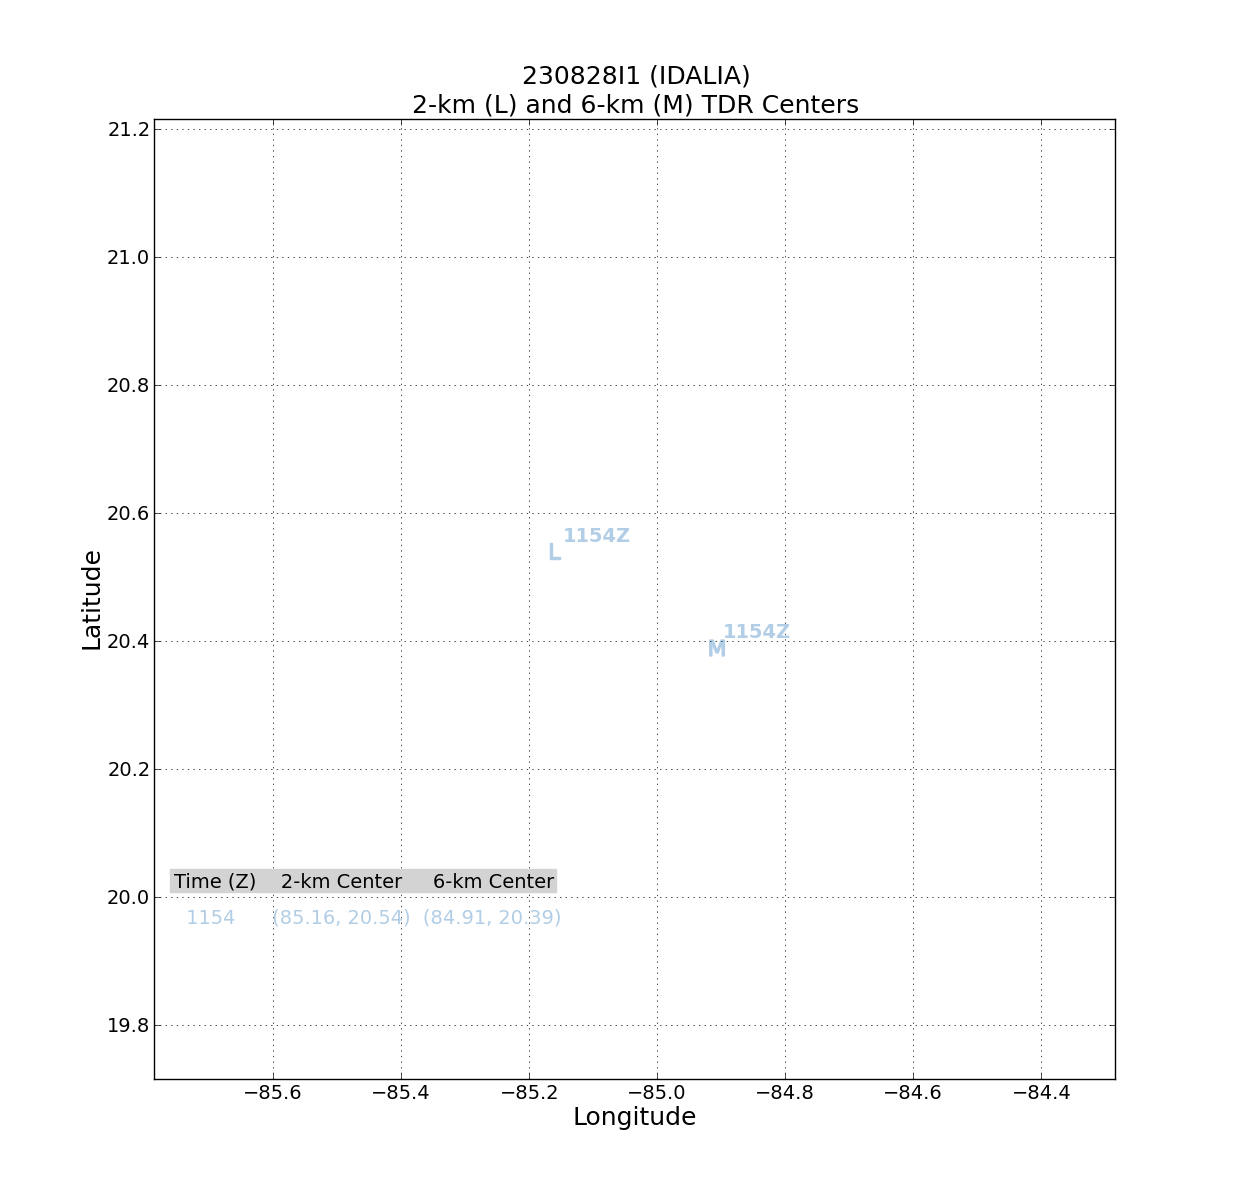 230828I1 (IDALIA)
2-km (L) and 6-km (M) TDR Centers
21.2
21.0
20.8
20.6
1154Z
L
Latitude
20.4
1154Z
M
20.2
Time (Z) 2-km Center 6-km Center
20.0
1154 (85.16, 20.54) (84.91, 20.39)
19.8
−85.6 −85.4 −85.2 −85.0 −84.8 −84.6 −84.4
Longitude